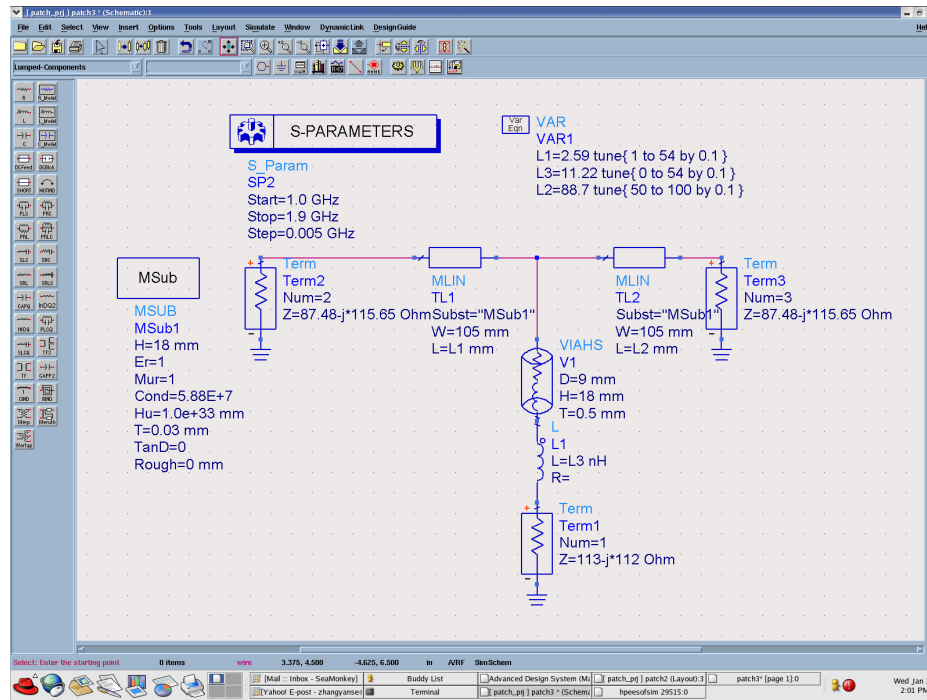 [ patch_prj ] patch3 * (Schematic):1
File Edit Select View Insert Options Tools Layout Simulate Window DynamicLink DesignGuide
Lumped-Components
S-PARAMETERS
S_Param
SP2
Start=1.0 GHz
Stop=1.9 GHz
Step=0.005 GHz
Var
Eqn
VAR
VAR1
L1=2.59 tune{ 1 to 54 by 0.1 }
L3=11.22 tune{ 0 to 54 by 0.1 }
L2=88.7 tune{ 50 to 100 by 0.1 }
MSub
MSUB
MSub1
H=18 mm
Er=1
Mur=1
Cond=5.88E+7
Hu=1.0e+33 mm
T=0.03 mm
TanD=0
Rough=0 mm
Term
Term2
Num=2
Z=87.48-j*115.65 Ohm
MLIN
TL1
Subst="MSub1"
W=105 mm
L=L1 mm
MLIN
TL2
Subst="MSub1"
W=105 mm
L=L2 mm
Term
Term3
Num=3
Z=87.48-j*115.65 Ohm
VIAHS
V1
D=9 mm
H=18 mm
T=0.5 mm
L
L1
L=L3 nH
R=
Term
Term1
Num=1
Z=113-j*112 Ohm
Select: Enter the starting point 0 items wire 3.375, 4.500 -4.625, 6.500 in A/RF SimSchem
[Mail :: Inbox - SeaMonkey] Buddy List Advanced Design System (Ma [ patch_prj ] patch2 (Layout):3 patch3* [page 1]:0
[Yahoo! E-post - zhangyanse Terminal [ patch_prj ] patch3 * (Schema hpeesofsim 29515:0
Wed Jan
2:01 PM